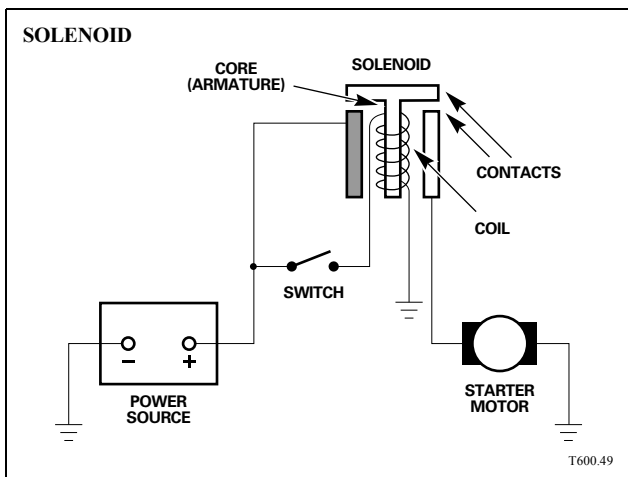 SOLENOID
SOLENOID
CORE
(ARMATURE)
CONTACTS
COIL
SWITCH
− +
POWER
SOURCE
STARTER
MOTOR
T600.49